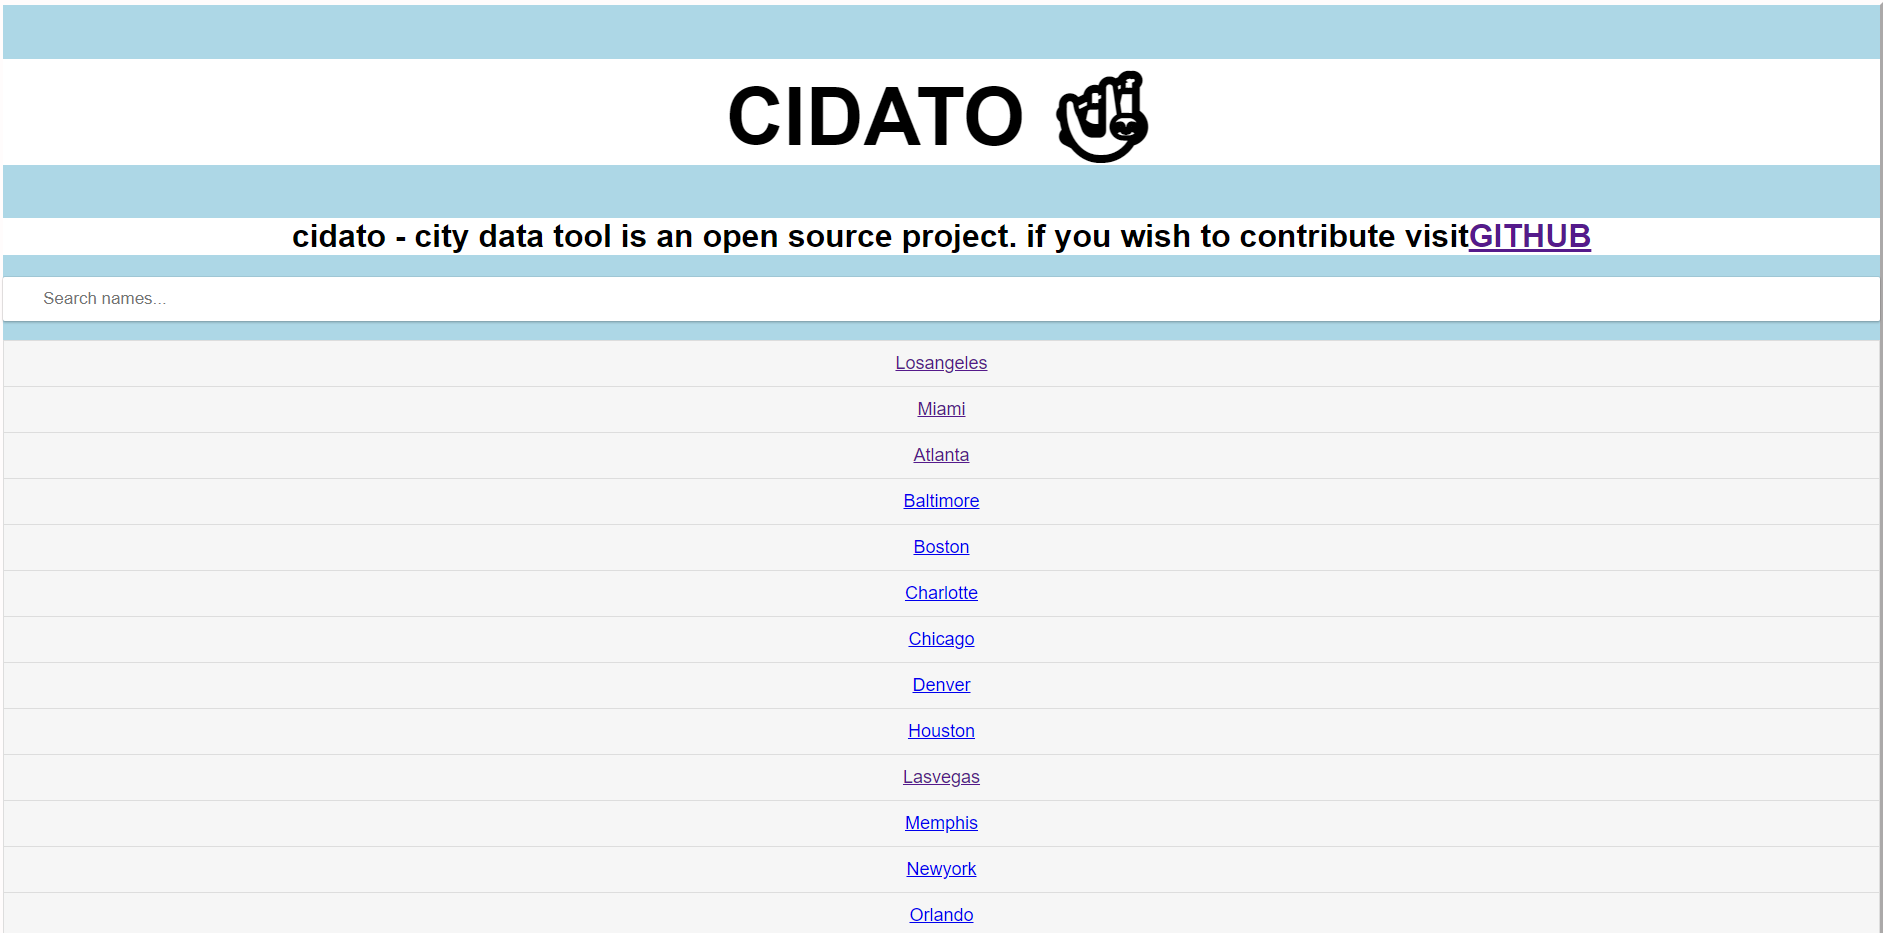 CIDATO
cidato - city data tool is an open source project. if you wish to contribute visitGITHUB
Search names...
Losangeles
Miami
Atlanta
Baltimore
Boston
Charlotte
Chicago
Denver
Houston
Lasvegas
Memphis
Newyork
Orlando